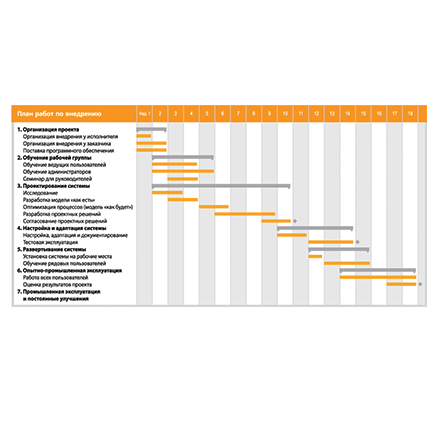 План работ по внедрению
Нед. 1 2 3 4 5 6 7 8 9 10 11 12 13 14 15 16 17 18
1. Организация проекта
Организация внедрения у исполнителя
Организация внедрения у заказчика
Поставка программного обеспечения
2. Обучение рабочей группы
Обучение ведущих пользователей
Обучение администраторов
Семинар для руководителей
3. Проектирование системы
Исследование
Разработка модели «как есть»
Оптимизация процессов (модель «как будет»)
Разработка проектных решений
Согласование проектных решений
4. Настройка и адаптация системы
Настройка, адаптация и документирование
Тестовая эксплуатация
5. Развертывание системы
Установка системы на рабочие места
Обучение рядовых пользователей
6. Опытно-промышленная эксплуатация
Работа всех пользователей
Оценка результатов проекта
7. Промышленная эксплуатация
и постоянные улучшения